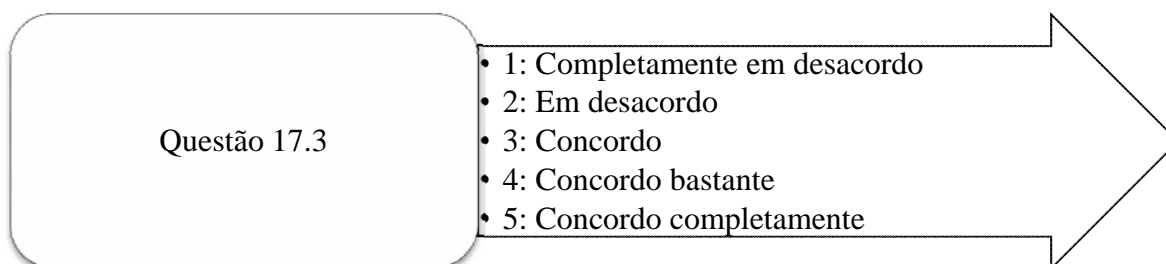 Questão 17.3
• 1: Completamente em desacordo
• 2: Em desacordo
• 3: Concordo
• 4: Concordo bastante
• 5: Concordo completamente